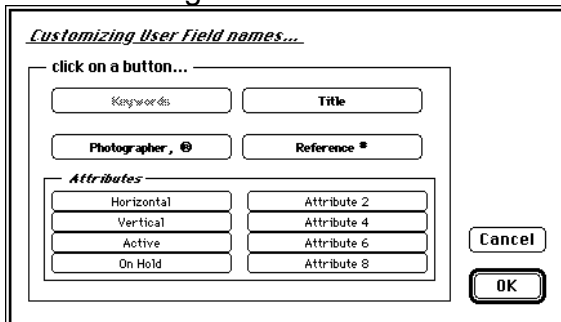 Customizing User Field names...
click on a button...
Keywords Title
Photographer, ® Reference #
Attributes
Horizontal Attribute 2
Vertical Attribute 4
Active Attribute 6
On Hold Attribute 8
Cancel
OK